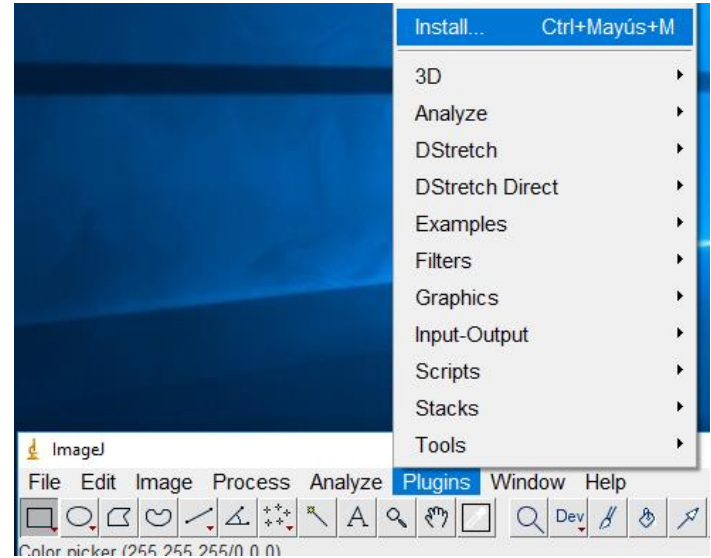 Install... Ctrl+Mayús+M
3D
Analyze
DStretch
DStretch Direct
Examples
Filters
Graphics
Input-Output
Scripts
Stacks
Tools
ImageJ
File Edit Image Process Analyze Plugins Window Help
A Dev
Color picker (255,255,255/0,0,0)